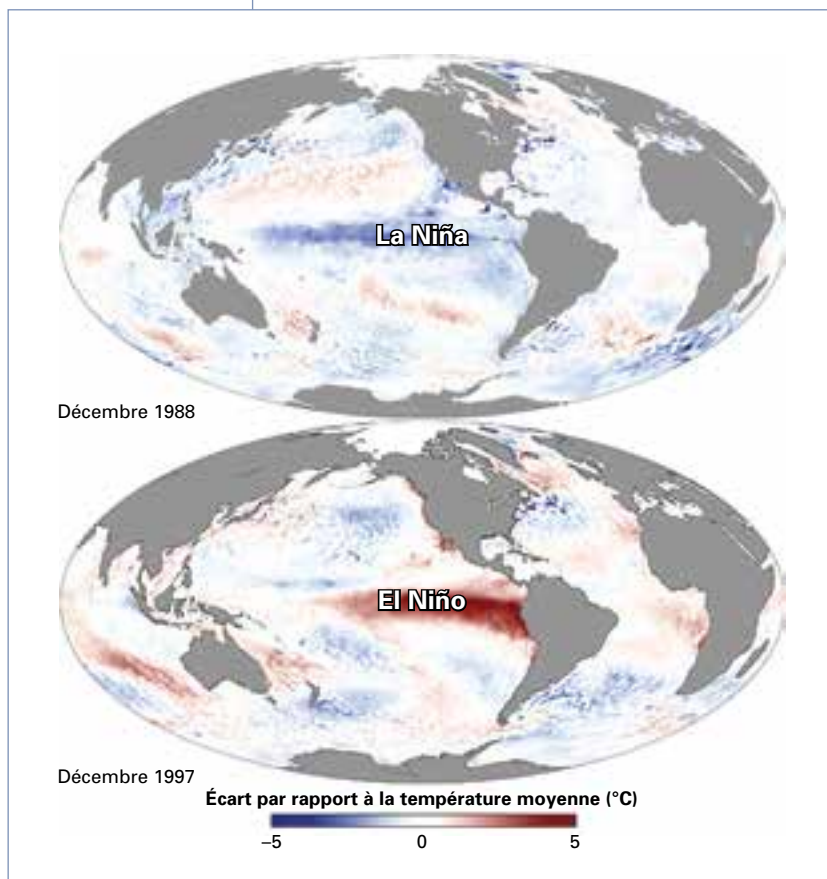 La Niña
Décembre 1988
El Niño
Décembre 1997
Écart par rapport à la température moyenne (°C)
–5 0 5